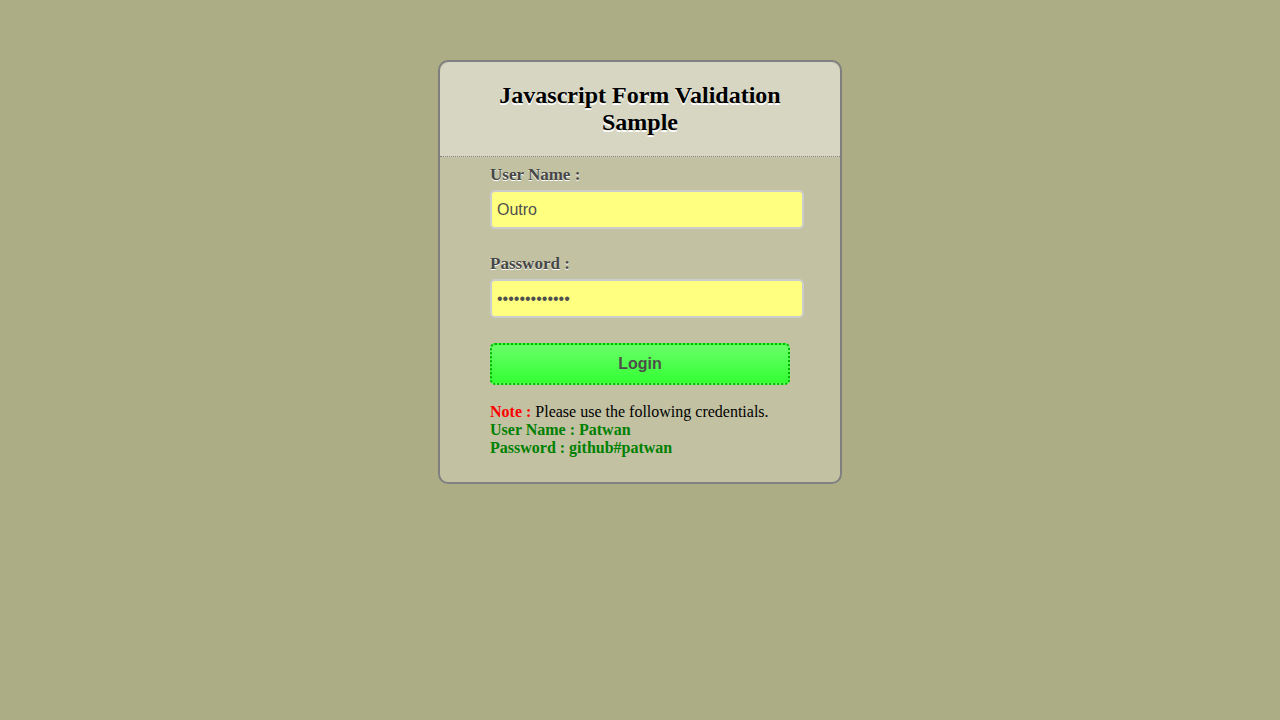 Javascript Form Validation
Sample
User Name :
Outro
Password :
•••••••••••••
Login
Note : Please use the following credentials.
User Name : Patwan
Password : github#patwan